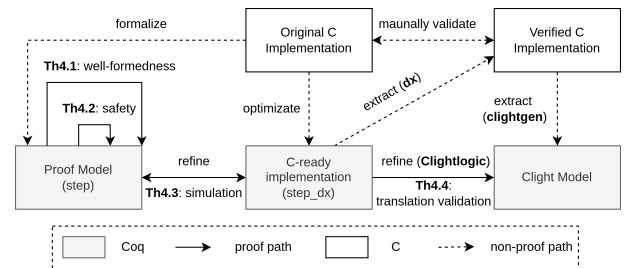 formalize
Original C
Implementation
maunally validate
Verified C
Implementation
Th4.1: well-formedness
Th4.2: safety
optimizate
extract (dx)
extract
(clightgen)
Proof Model
(step)
refine
Th4.3: simulation
C-ready
implementation
(step_dx)
refine (Clightlogic)
Th4.4:
translation validation
Clight Model
Coq
proof path
C
non-proof path